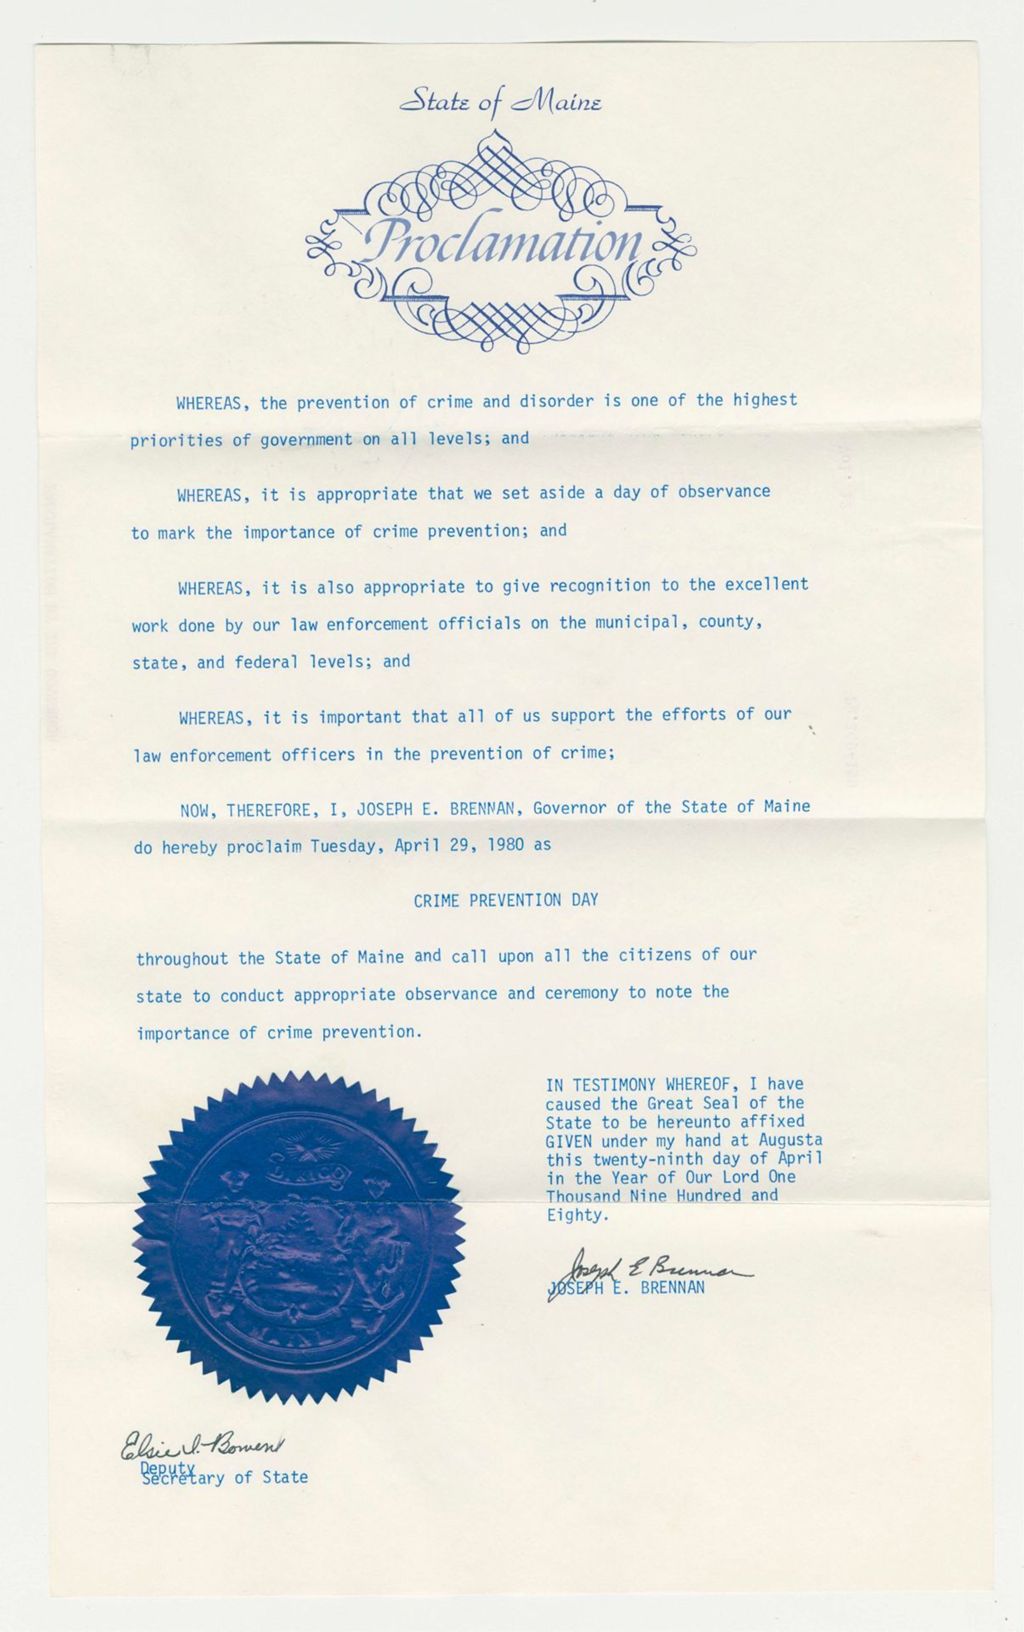 State of Maine
Proclamation
WHEREAS, the prevention of crime and disorder is one of the highest
priorities of government on all levels; and
WHEREAS, it is appropriate that we set aside a day of observance
to mark the importance of crime prevention; and
WHEREAS, it is also appropriate to give recognition to the excellent
work done by our law enforcement officials on the municipal, county,
state, and federal levels; and
WHEREAS, it is important that all of us support the efforts of our
law enforcement officers in the prevention of crime;
NOW, THEREFORE, I, JOSEPH E. BRENNAN, Governor of the State of Maine
do hereby proclaim Tuesday, April 29, 1980 as
CRIME PREVENTION DAY
throughout the State of Maine and call upon all the citizens of our
state to conduct appropriate observance and ceremony to note the
importance of crime prevention.
IN TESTIMONY WHEREOF, I have
caused the Great Seal of the
State to be hereunto affixed
GIVEN under my hand at Augusta
this twenty-ninth day of April
in the Year of Our Lord One
Thousand Nine Hundred and
Eighty.
Joseph E Brennan
JOSEPH E. BRENNAN
Dirigo
MAINE
Elsie I. Bowen
Deputy
Secretary of State